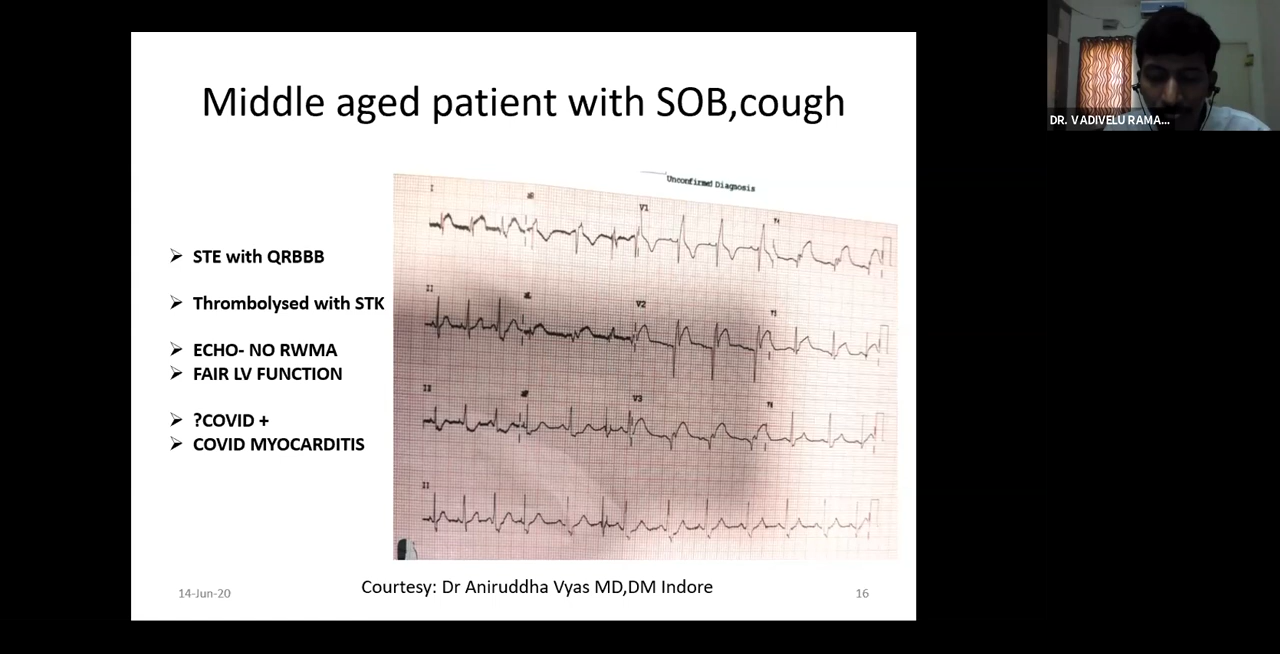 Middle aged patient with SOB,cough
Unconfirmed Diagnosis
➢ STE with QRBBB
➢ Thrombolysed with STK
➢ ECHO- NO RWMA
➢ FAIR LV FUNCTION
➢ ?COVID +
➢ COVID MYOCARDITIS
I
V1
II
V2
V3
II
Courtesy: Dr Aniruddha Vyas MD,DM Indore
14-Jun-20
16
DR. VADIVELU RAMA...